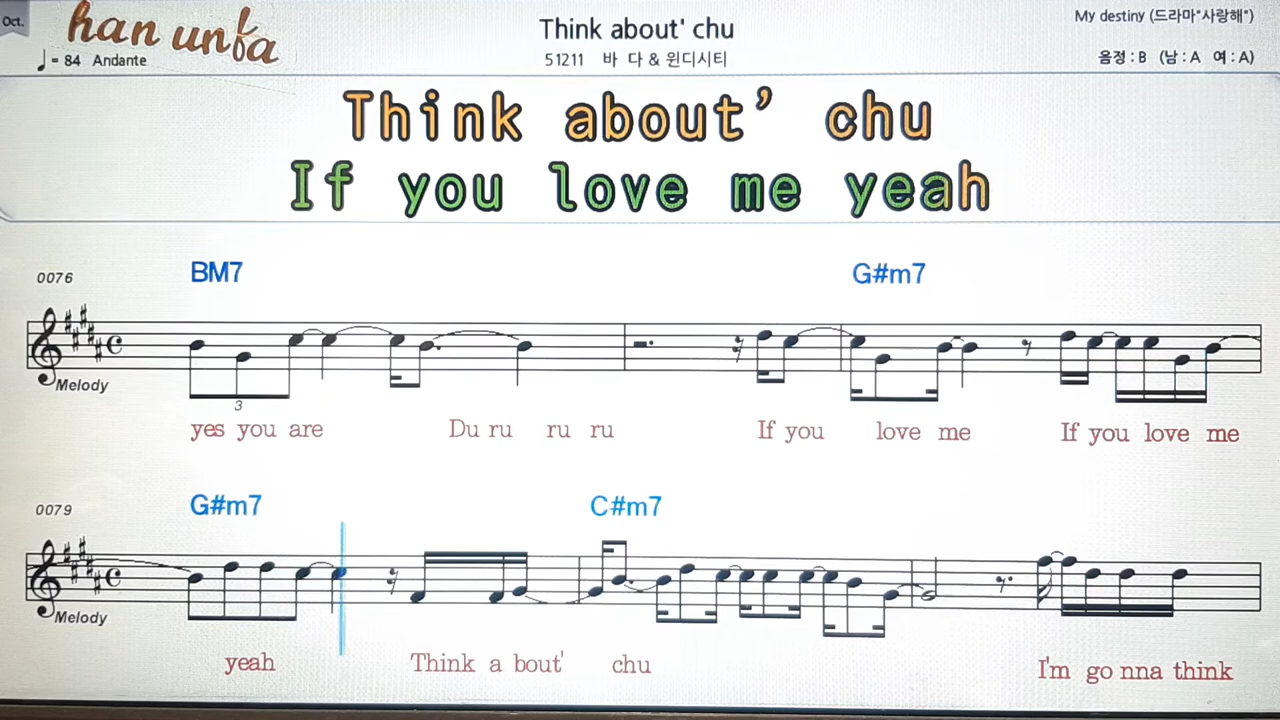 Oct.
han unfa
= 84 Andante
Think about' chu
51211 바 다 & 윈디시티
My destiny (드라마"사랑해")
음정 : B (남 : A 여 : A)
Think about' chu
If you love me yeah
0076
BM7 G#m7
Melody
3
yes you are Du ru ru ru If you love me If you love me
0079
G#m7 C#m7
Melody
yeah Think a bout' chu I'm go nna think